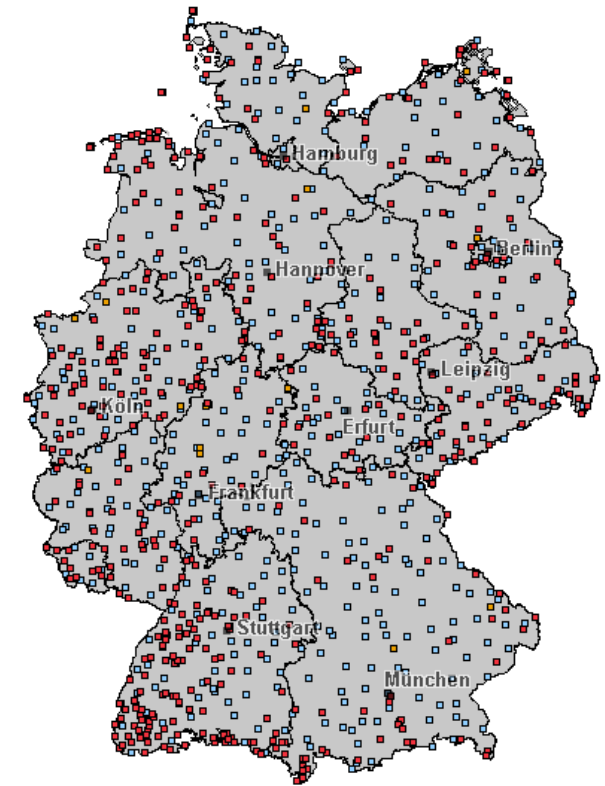 Hamburg
Berlin
Hannover
Leipzig
Köln
Erfurt
Frankfurt
Stuttgart
München